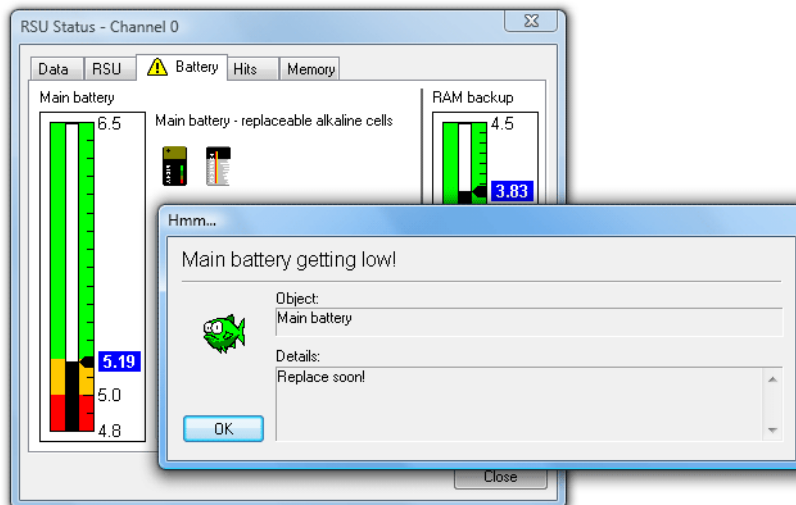 RSU Status - Channel 0
Data RSU Battery Hits Memory
Main battery
6.5
5.19
5.0
4.8
Main battery - replaceable alkaline cells
RAM backup
4.5
3.83
Hmm...
Main battery getting low!
Object:
Main battery
Details:
Replace soon!
OK
Close